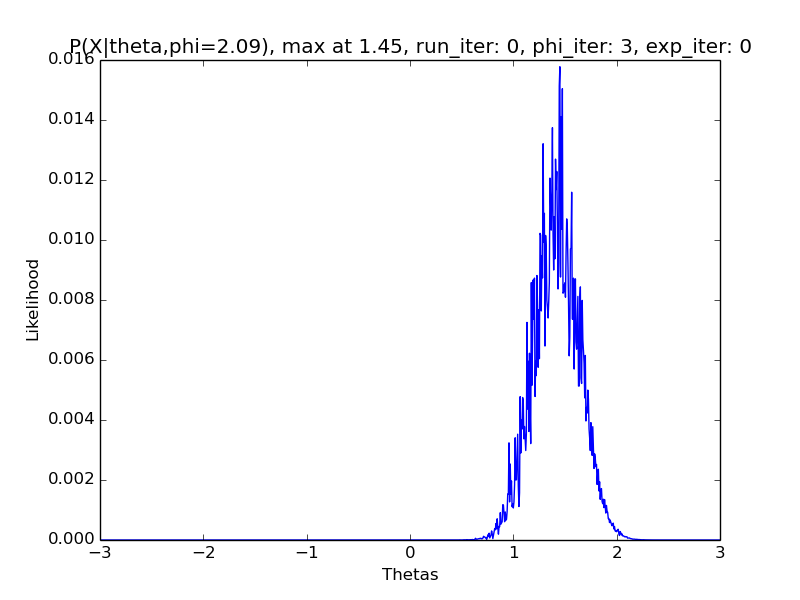 P(X|theta,phi=2.09), max at 1.45, run_iter: 0, phi_iter: 3, exp_iter: 0
0.016
0.014
0.012
0.010
0.008
0.006
0.004
0.002
0.000
Likelihood
−3 −2 −1 0 1 2 3
Thetas